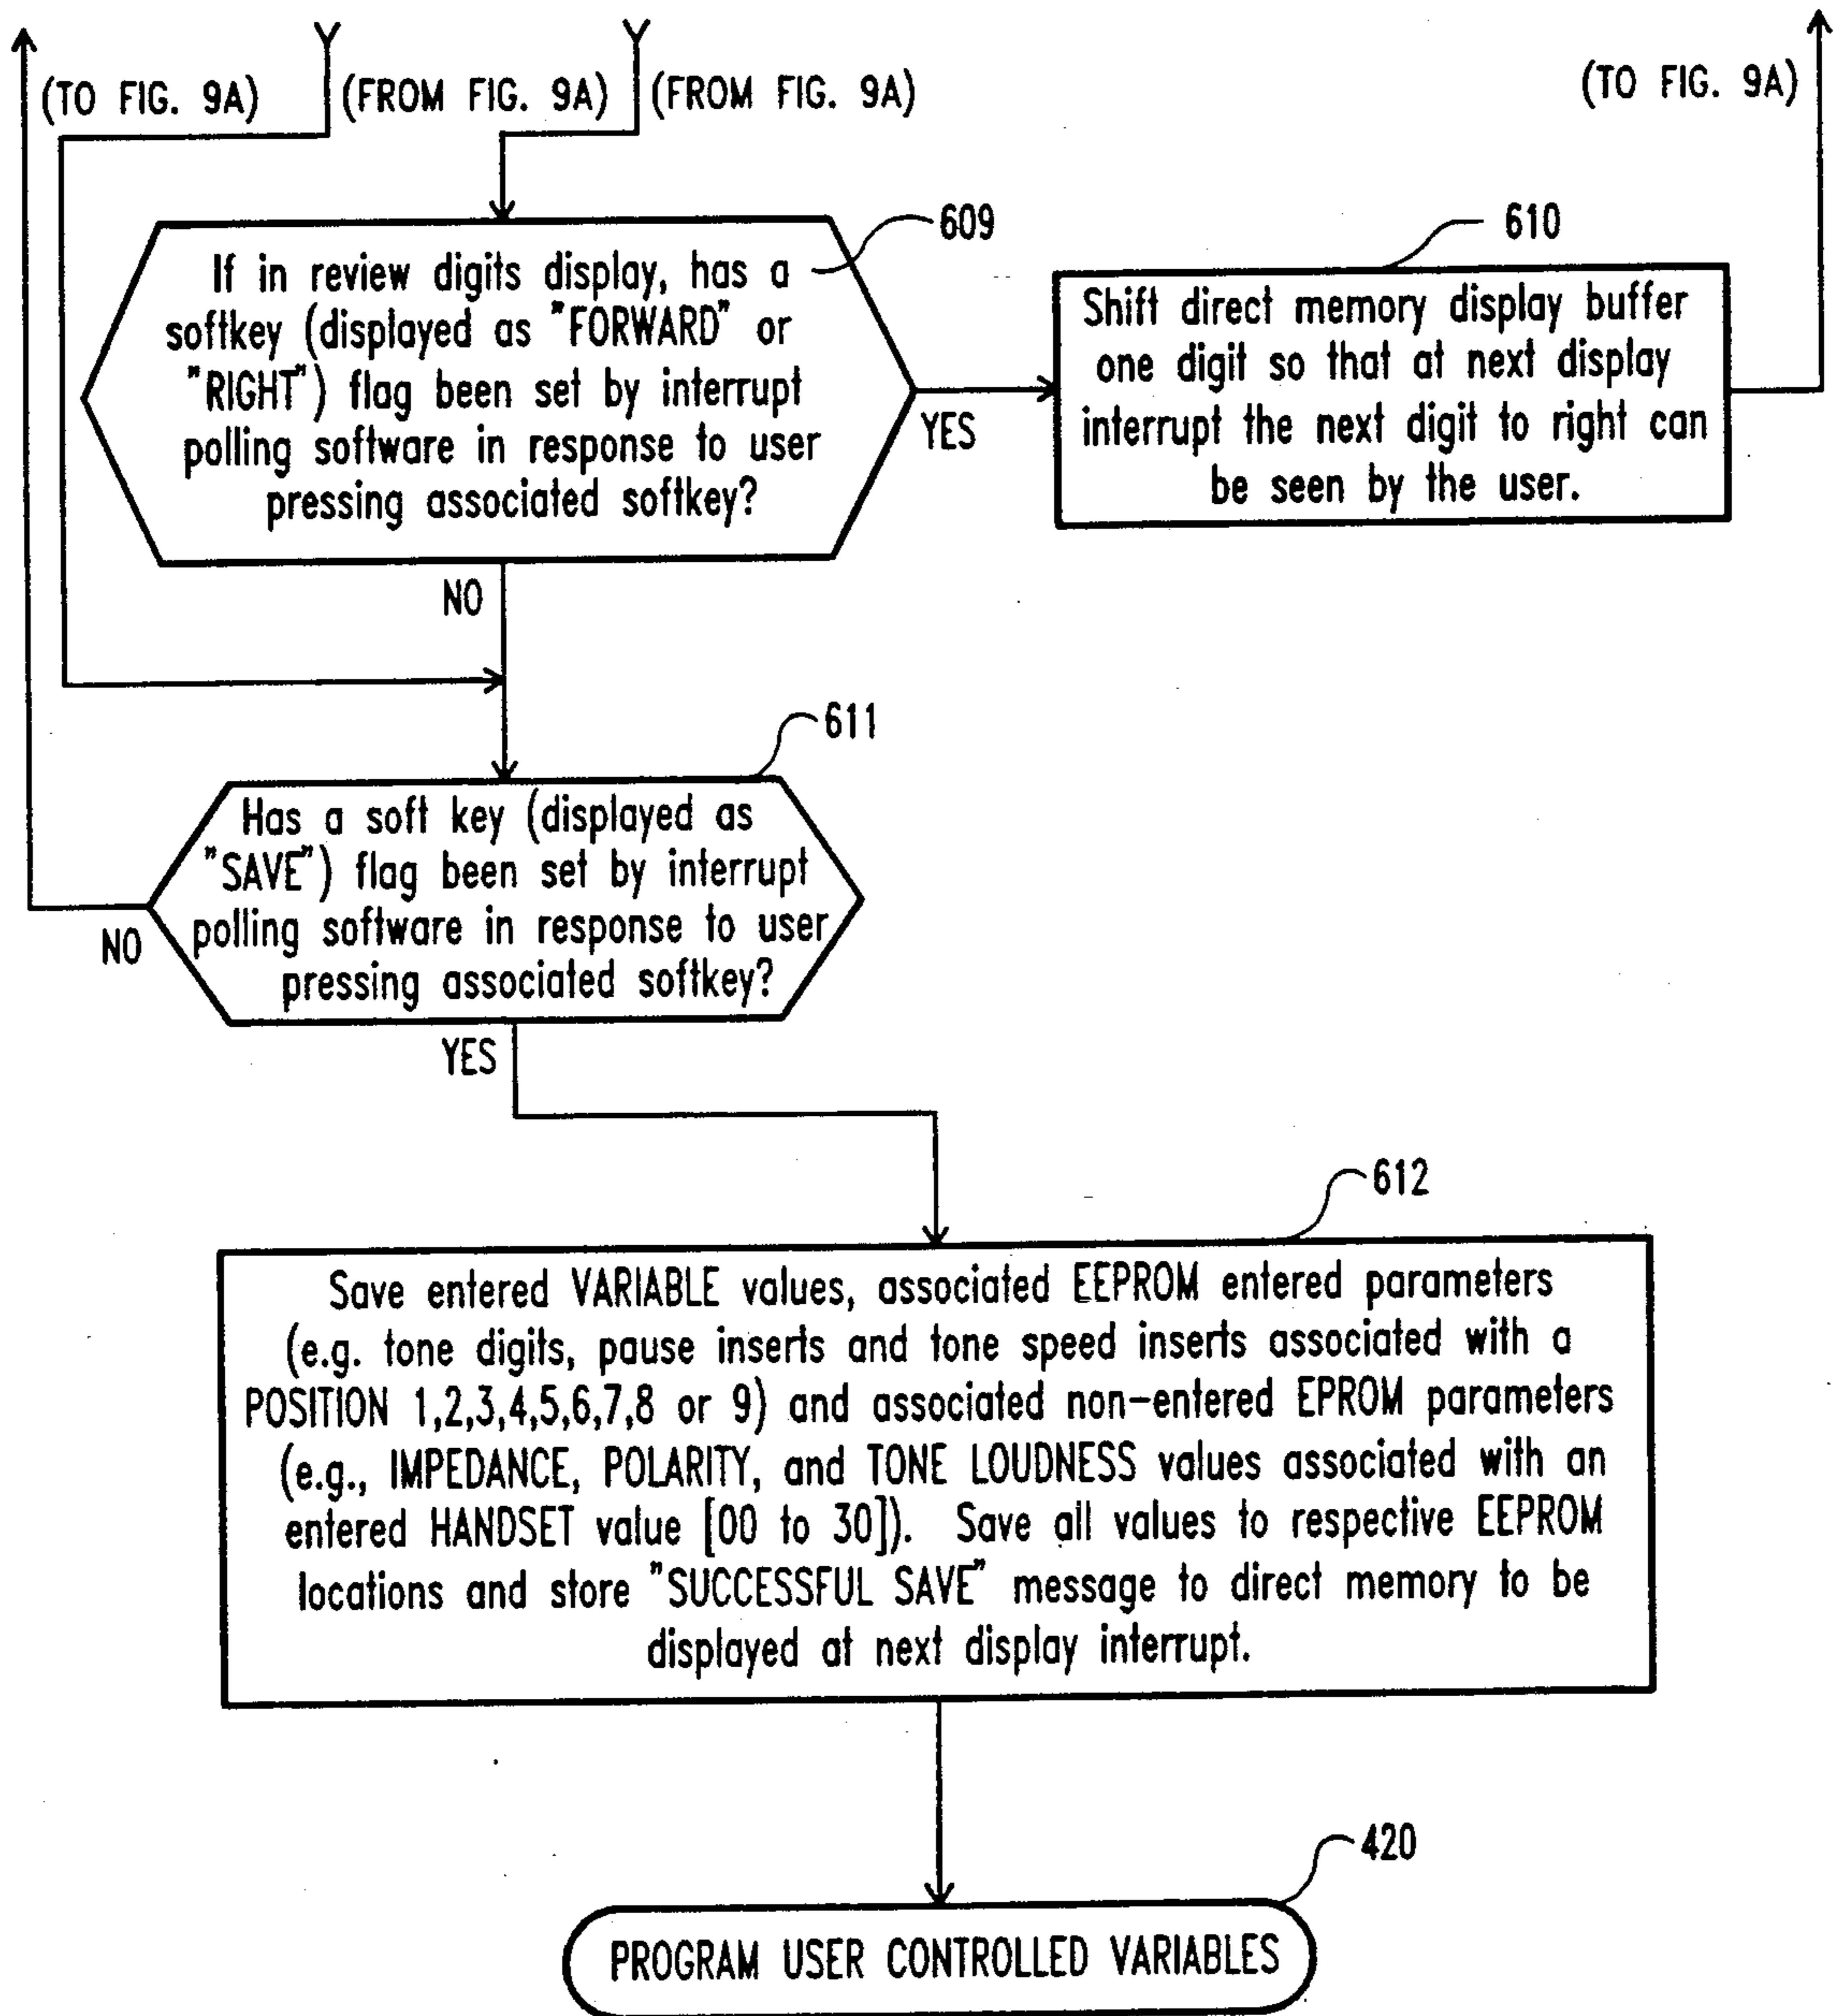 (TO FIG. 9A)
(FROM FIG. 9A)
(FROM FIG. 9A)
(TO FIG. 9A)
609
If in review digits display, has a
softkey (displayed as "FORWARD" or
"RIGHT") flag been set by interrupt
polling software in response to user
pressing associated softkey?
YES
NO
610
Shift direct memory display buffer
one digit so that at next display
interrupt the next digit to right can
be seen by the user.
611
Has a soft key (displayed as
"SAVE") flag been set by interrupt
polling software in response to user
pressing associated softkey?
NO
YES
612
Save entered VARIABLE values, associated EEPROM entered parameters
(e.g. tone digits, pause inserts and tone speed inserts associated with a
POSITION 1,2,3,4,5,6,7,8 or 9) and associated non-entered EPROM parameters
(e.g., IMPEDANCE, POLARITY, and TONE LOUDNESS values associated with an
entered HANDSET value [00 to 30]). Save all values to respective EEPROM
locations and store "SUCCESSFUL SAVE" message to direct memory to be
displayed at next display interrupt.
420
PROGRAM USER CONTROLLED VARIABLES